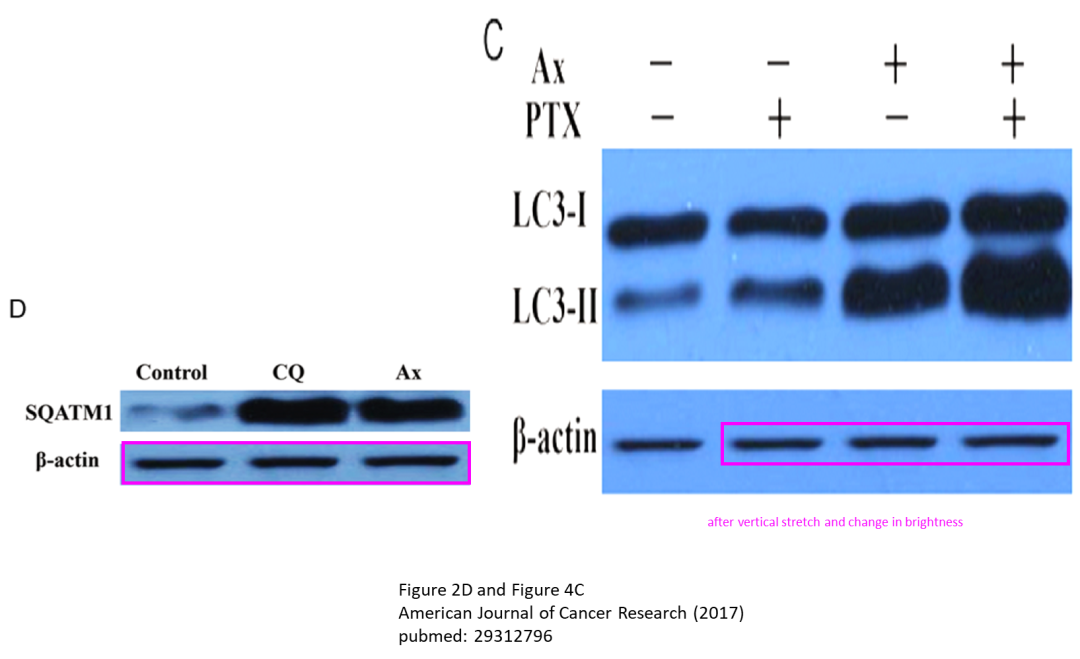 C
Ax − − + +
PTX − + − +
LC3-I
LC3-II
β-actin
D
Control CQ Ax
SQATM1
β-actin
after vertical stretch and change in brightness
Figure 2D and Figure 4C
American Journal of Cancer Research (2017)
pubmed: 29312796